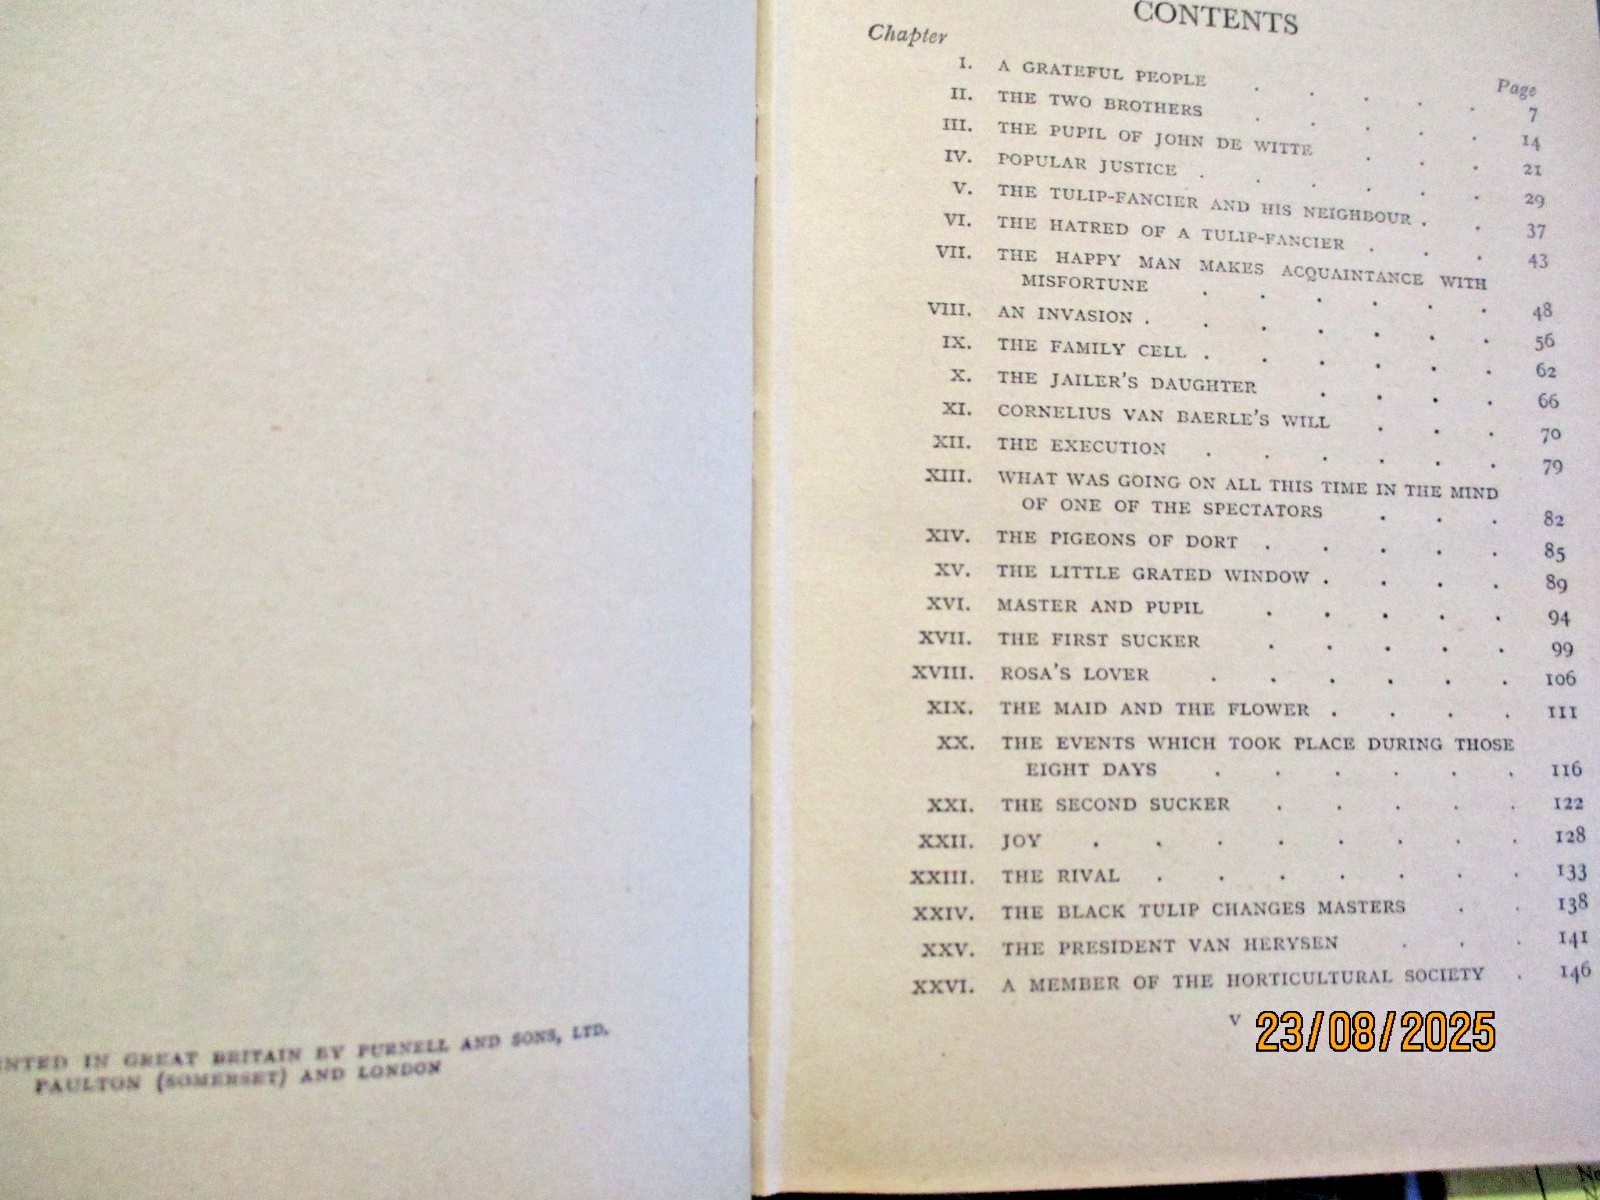 INTED IN GREAT BRITAIN BY PURNELL AND SONS, LTD.
PAULTON (SOMERSET) AND LONDON
CONTENTS
Chapter
Page
I. A GRATEFUL PEOPLE . . . . . 7
II. THE TWO BROTHERS . . . . 14
III. THE PUPIL OF JOHN DE WITTE . . . 21
IV. POPULAR JUSTICE . . . . . . 29
V. THE TULIP-FANCIER AND HIS NEIGHBOUR . . 37
VI. THE HATRED OF A TULIP-FANCIER . . . 43
VII. THE HAPPY MAN MAKES ACQUAINTANCE WITH
MISFORTUNE . . . . . . 48
VIII. AN INVASION . . . . . . . 56
IX. THE FAMILY CELL . . . . . . 62
X. THE JAILER'S DAUGHTER . . . . 66
XI. CORNELIUS VAN BAERLE'S WILL . . . 70
XII. THE EXECUTION . . . . . . 79
XIII. WHAT WAS GOING ON ALL THIS TIME IN THE MIND
OF ONE OF THE SPECTATORS . . . 82
XIV. THE PIGEONS OF DORT . . . . . 85
XV. THE LITTLE GRATED WINDOW . . . . 89
XVI. MASTER AND PUPIL . . . . . 94
XVII. THE FIRST SUCKER . . . . . 99
XVIII. ROSA'S LOVER . . . . . . 106
XIX. THE MAID AND THE FLOWER . . . . 111
XX. THE EVENTS WHICH TOOK PLACE DURING THOSE
EIGHT DAYS . . . . . . 116
XXI. THE SECOND SUCKER . . . . . 122
XXII. JOY . . . . . . . . 128
XXIII. THE RIVAL . . . . . . . 133
XXIV. THE BLACK TULIP CHANGES MASTERS . . 138
XXV. THE PRESIDENT VAN HERYSEN . . . 141
XXVI. A MEMBER OF THE HORTICULTURAL SOCIETY . 146
v
23/08/2025